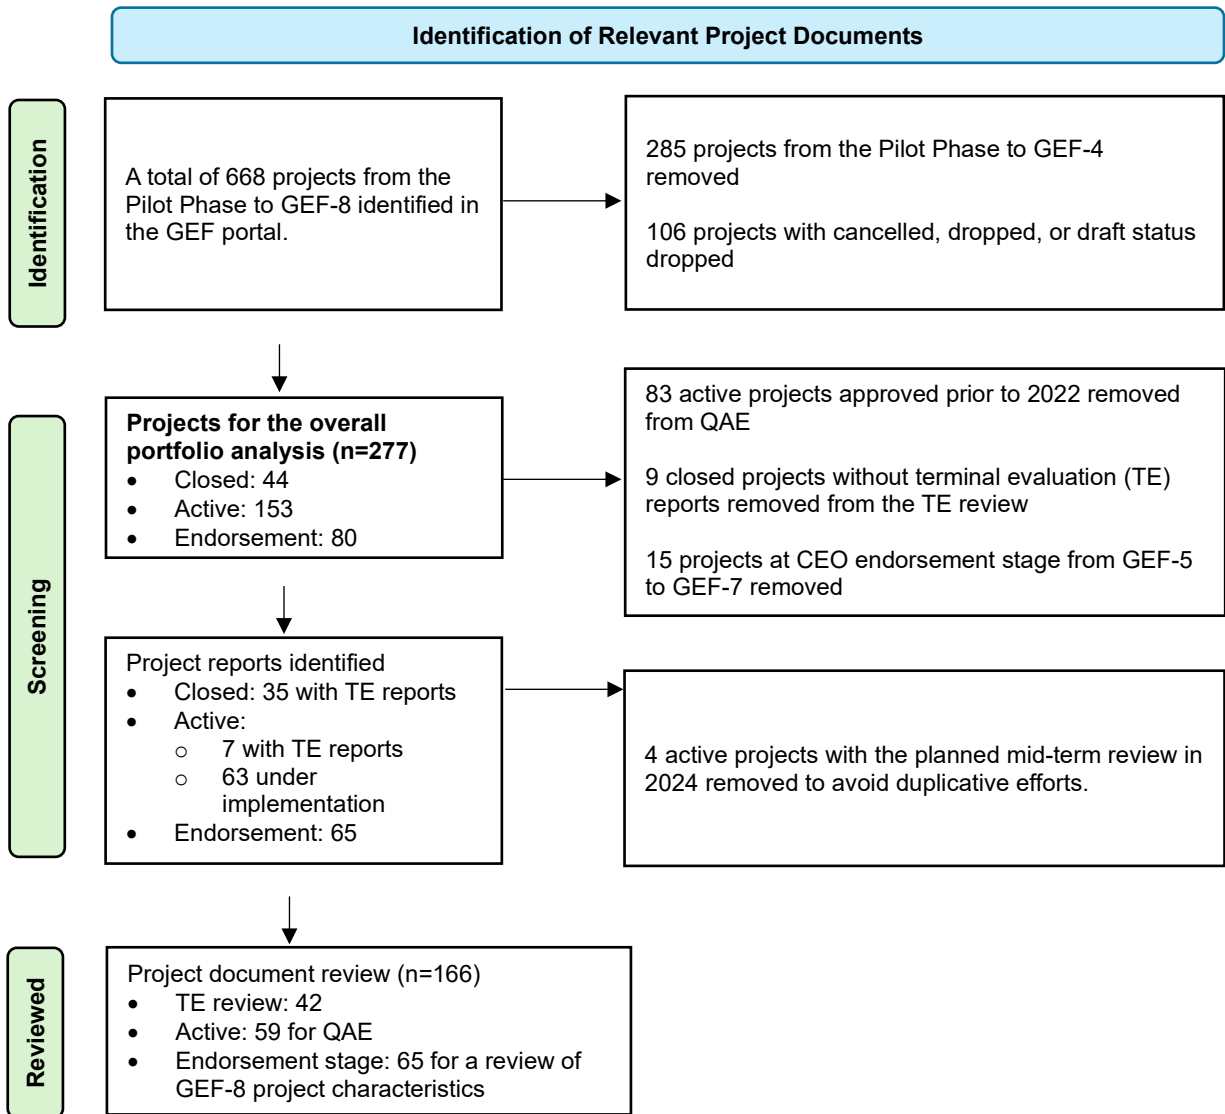 Identification of Relevant Project Documents
Identification
A total of 668 projects from the
Pilot Phase to GEF-8 identified in
the GEF portal.
285 projects from the Pilot Phase to GEF-4
removed
106 projects with cancelled, dropped, or draft status
dropped
Screening
Projects for the overall
portfolio analysis (n=277)
• Closed: 44
• Active: 153
• Endorsement: 80
83 active projects approved prior to 2022 removed
from QAE
9 closed projects without terminal evaluation (TE)
reports removed from the TE review
15 projects at CEO endorsement stage from GEF-5
to GEF-7 removed
Project reports identified
• Closed: 35 with TE reports
• Active:
o 7 with TE reports
o 63 under
implementation
• Endorsement: 65
4 active projects with the planned mid-term review in
2024 removed to avoid duplicative efforts.
Reviewed
Project document review (n=166)
• TE review: 42
• Active: 59 for QAE
• Endorsement stage: 65 for a review of
GEF-8 project characteristics